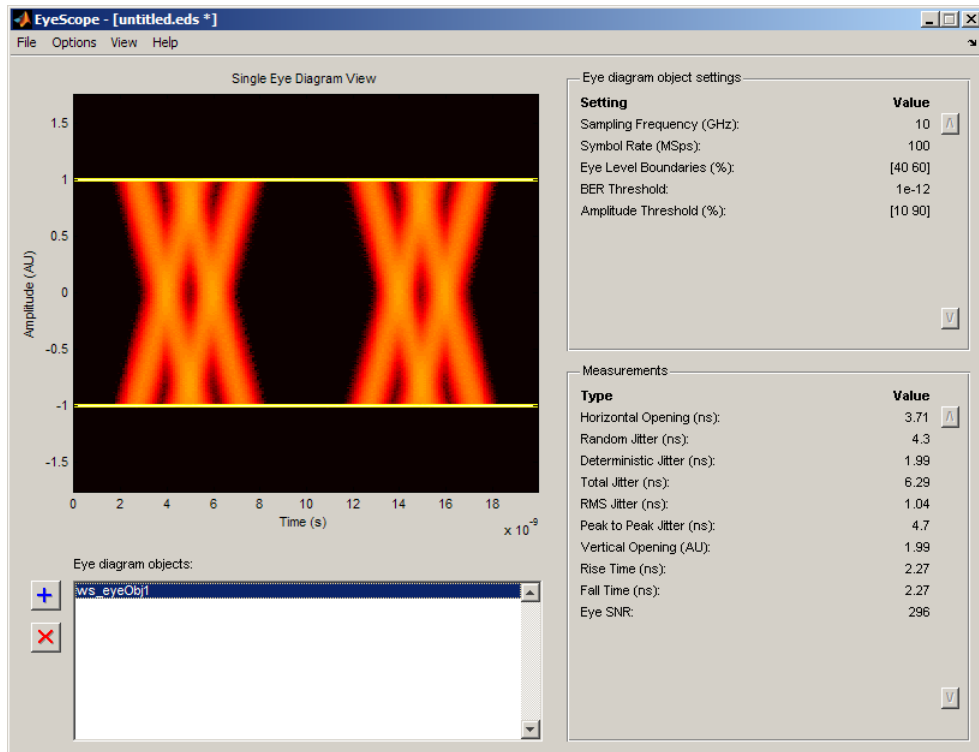 EyeScope - [untitled.eds *]
File Options View Help
Single Eye Diagram View
1.5
1
0.5
0
-0.5
-1
-1.5
Amplitude (AU)
0 2 4 6 8 10 12 14 16 18
Time (s)
x 10^-9
Eye diagram objects:
ws_eyeObj1
Eye diagram object settings
Setting Value
Sampling Frequency (GHz): 10
Symbol Rate (MSps): 100
Eye Level Boundaries (%): [40 60]
BER Threshold: 1e-12
Amplitude Threshold (%): [10 90]
Measurements
Type Value
Horizontal Opening (ns): 3.71
Random Jitter (ns): 4.3
Deterministic Jitter (ns): 1.99
Total Jitter (ns): 6.29
RMS Jitter (ns): 1.04
Peak to Peak Jitter (ns): 4.7
Vertical Opening (AU): 1.99
Rise Time (ns): 2.27
Fall Time (ns): 2.27
Eye SNR: 296